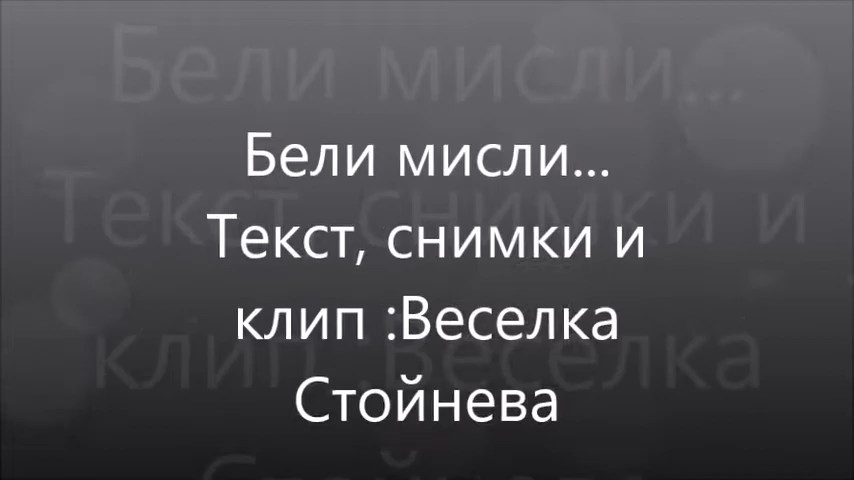 Бели мисли...
Текст, снимки и
клип :Веселка
Стойнева